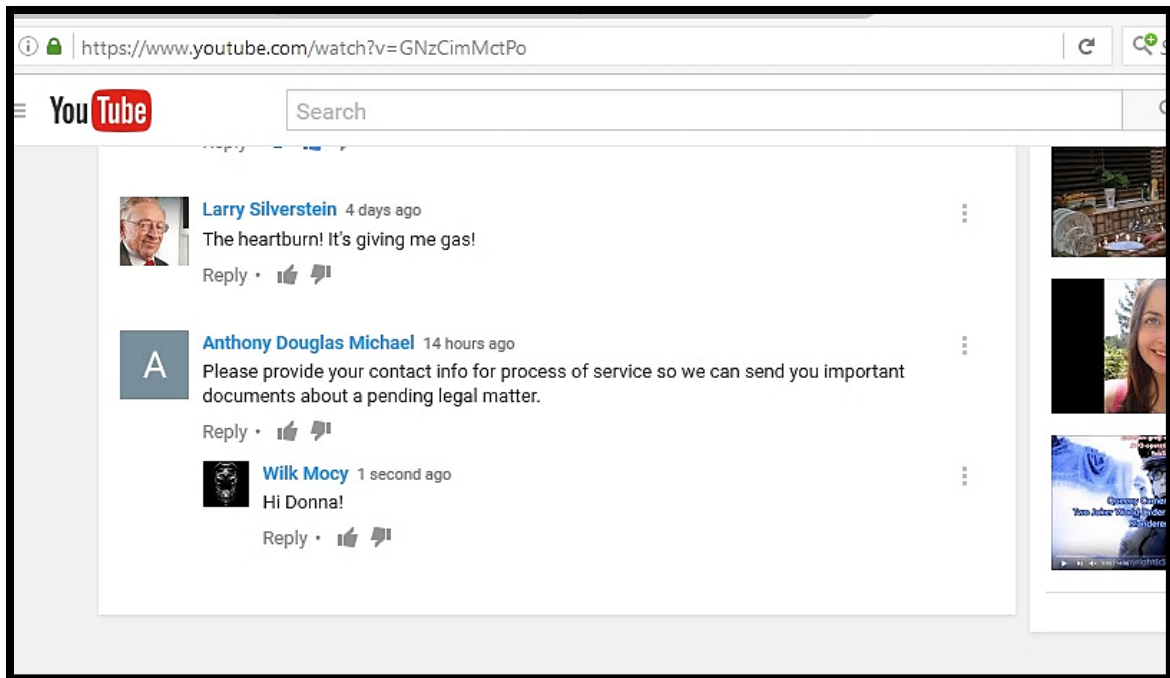 https://www.youtube.com/watch?v=GNzCimMctPo
YouTube
Search
Reply
Larry Silverstein 4 days ago
The heartburn! It's giving me gas!
Reply •
A
Anthony Douglas Michael 14 hours ago
Please provide your contact info for process of service so we can send you important
documents about a pending legal matter.
Reply •
Wilk Mocy 1 second ago
Hi Donna!
Reply •